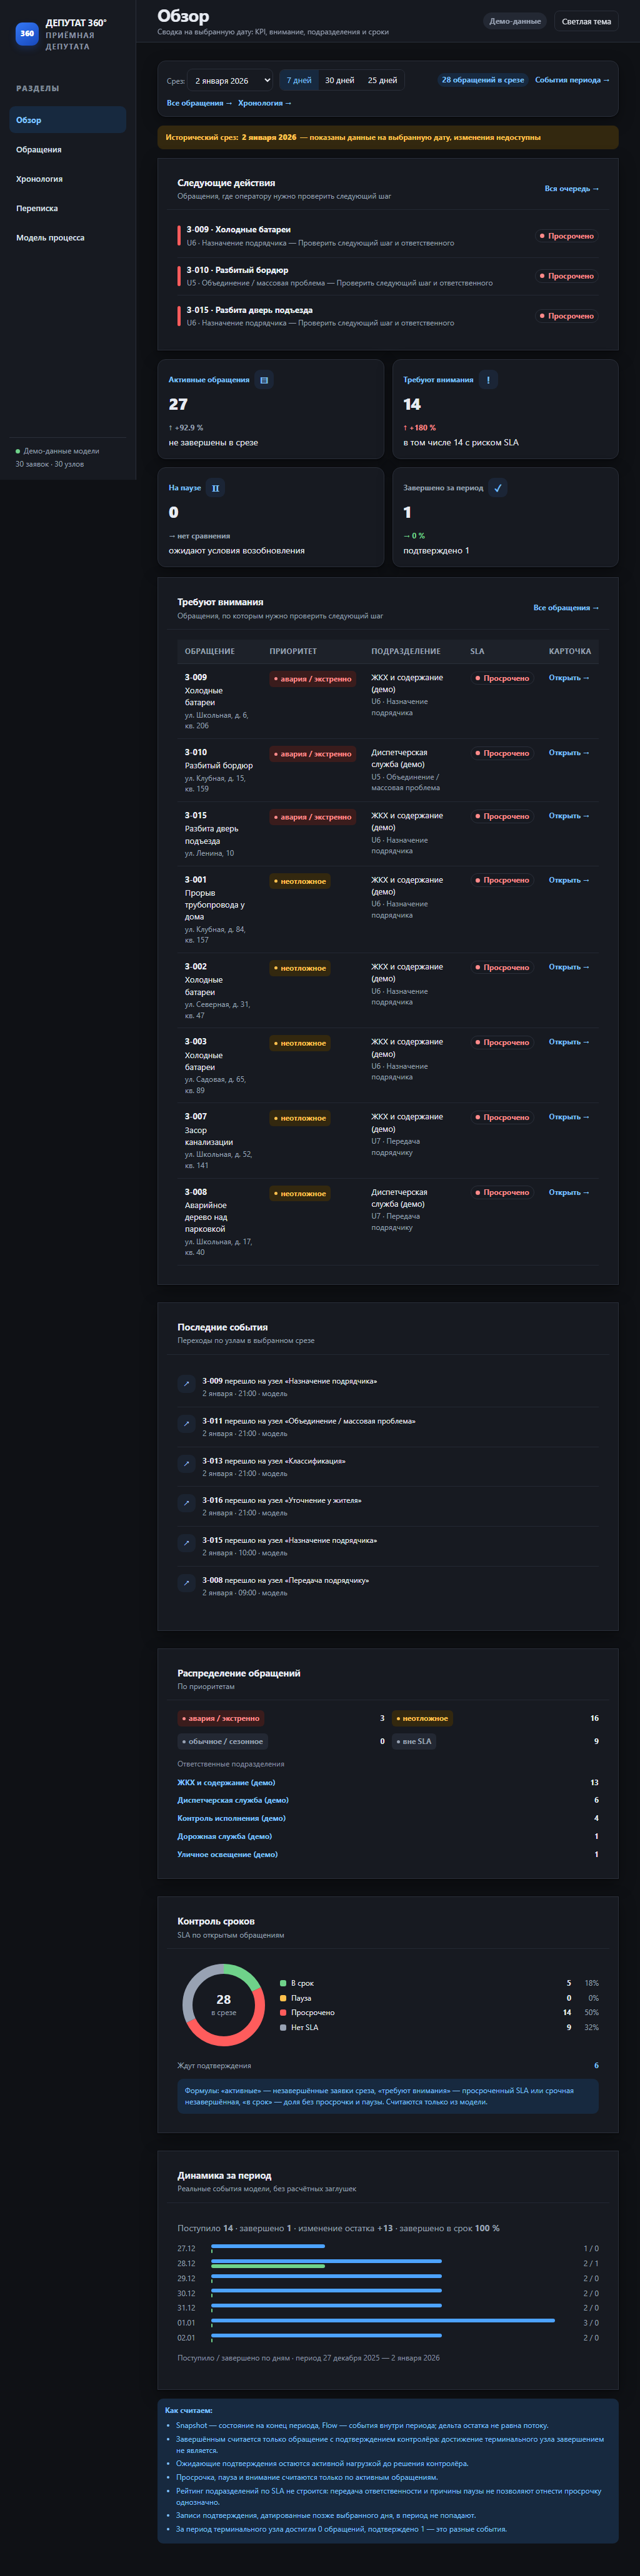 360
ДЕПУТАТ 360°
ПРИЁМНАЯ
ДЕПУТАТА
РАЗДЕЛЫ
Обзор
Обращения
Хронология
Переписка
Модель процесса
Демо-данные модели
30 заявок · 30 узлов
Обзор
Сводка на выбранную дату: KPI, внимание, подразделения и сроки
Демо-данные
Светлая тема
Срез:
2 января 2026
7 дней
30 дней
25 дней
28 обращений в срезе
События периода →
Все обращения →
Хронология →
Исторический срез: 2 января 2026 — показаны данные на выбранную дату, изменения недоступны
Следующие действия
Обращения, где оператору нужно проверить следующий шаг
Вся очередь →
З-009 · Холодные батареи
U6 · Назначение подрядчика — Проверить следующий шаг и ответственного
Просрочено
З-010 · Разбитый бордюр
U5 · Объединение / массовая проблема — Проверить следующий шаг и ответственного
Просрочено
З-015 · Разбита дверь подъезда
U6 · Назначение подрядчика — Проверить следующий шаг и ответственного
Просрочено
Активные обращения
27
↑ +92.9 %
не завершены в срезе
Требуют внимания
!
14
↑ +180 %
в том числе 14 с риском SLA
На паузе
0
→ нет сравнения
ожидают условия возобновления
Завершено за период
✓
1
→ 0 %
подтверждено 1
Требуют внимания
Обращения, по которым нужно проверить следующий шаг
Все обращения →
ОБРАЩЕНИЕ
ПРИОРИТЕТ
ПОДРАЗДЕЛЕНИЕ
SLA
КАРТОЧКА
З-009
Холодные
батареи
ул. Школьная, д. 6,
кв. 206
авария / экстренно
ЖКХ и содержание
(демо)
U6 · Назначение
подрядчика
Просрочено
Открыть →
З-010
Разбитый бордюр
ул. Клубная, д. 15,
кв. 159
авария / экстренно
Диспетчерская
служба (демо)
U5 · Объединение /
массовая проблема
Просрочено
Открыть →
З-015
Разбита дверь
подъезда
ул. Ленина, 10
авария / экстренно
ЖКХ и содержание
(демо)
U6 · Назначение
подрядчика
Просрочено
Открыть →
З-001
Прорыв
трубопровода у
дома
ул. Клубная, д. 84,
кв. 157
неотложное
ЖКХ и содержание
(демо)
U6 · Назначение
подрядчика
Просрочено
Открыть →
З-002
Холодные
батареи
ул. Северная, д. 31,
кв. 47
неотложное
ЖКХ и содержание
(демо)
U6 · Назначение
подрядчика
Просрочено
Открыть →
З-003
Холодные
батареи
ул. Садовая, д. 65,
кв. 89
неотложное
ЖКХ и содержание
(демо)
U6 · Назначение
подрядчика
Просрочено
Открыть →
З-007
Засор
канализации
ул. Школьная, д. 52,
кв. 141
неотложное
ЖКХ и содержание
(демо)
U7 · Передача
подрядчику
Просрочено
Открыть →
З-008
Аварийное
дерево над
парковкой
ул. Школьная, д. 17,
кв. 40
неотложное
Диспетчерская
служба (демо)
U7 · Передача
подрядчику
Просрочено
Открыть →
Последние события
Переходы по узлам в выбранном срезе
З-009 перешло на узел «Назначение подрядчика»
2 января · 21:00 · модель
З-011 перешло на узел «Объединение / массовая проблема»
2 января · 21:00 · модель
З-013 перешло на узел «Классификация»
2 января · 21:00 · модель
З-016 перешло на узел «Уточнение у жителя»
2 января · 21:00 · модель
З-015 перешло на узел «Назначение подрядчика»
2 января · 10:00 · модель
З-008 перешло на узел «Передача подрядчику»
2 января · 09:00 · модель
Распределение обращений
По приоритетам
авария / экстренно 3
неотложное 16
обычное / сезонное 0
вне SLA 9
Ответственные подразделения
ЖКХ и содержание (демо) 13
Диспетчерская служба (демо) 6
Контроль исполнения (демо) 4
Дорожная служба (демо) 1
Уличное освещение (демо) 1
Контроль сроков
SLA по открытым обращениям
28
в срезе
В срок 5 18%
Пауза 0 0%
Просрочено 14 50%
Нет SLA 9 32%
Ждут подтверждения 6
Формулы: «активные» — незавершённые заявки среза, «требуют внимания» — просроченный SLA или срочная
незавершённая, «в срок» — доля без просрочки и паузы. Считаются только из модели.
Динамика за период
Реальные события модели, без расчётных заглушек
Поступило 14 · завершено 1 · изменение остатка +13 · завершено в срок 100 %
27.12 1 / 0
28.12 2 / 1
29.12 2 / 0
30.12 2 / 0
31.12 2 / 0
01.01 3 / 0
02.01 2 / 0
Поступило / завершено по дням · период 27 декабря 2025 — 2 января 2026
Как считаем:
• Snapshot — состояние на конец периода, Flow — события внутри периода; дельта остатка не равна потоку.
• Завершённым считается только обращение с подтверждением контролёра: достижение терминального узла завершением
не является.
• Ожидающие подтверждения остаются активной нагрузкой до решения контролёра.
• Просрочка, пауза и внимание считаются только по активным обращениям.
• Рейтинг подразделений по SLA не строится: передача ответственности и причины паузы не позволяют отнести просрочку
однозначно.
• Записи подтверждения, датированные позже выбранного дня, в период не попадают.
• За период терминального узла достигли 0 обращений, подтверждено 1 — это разные события.